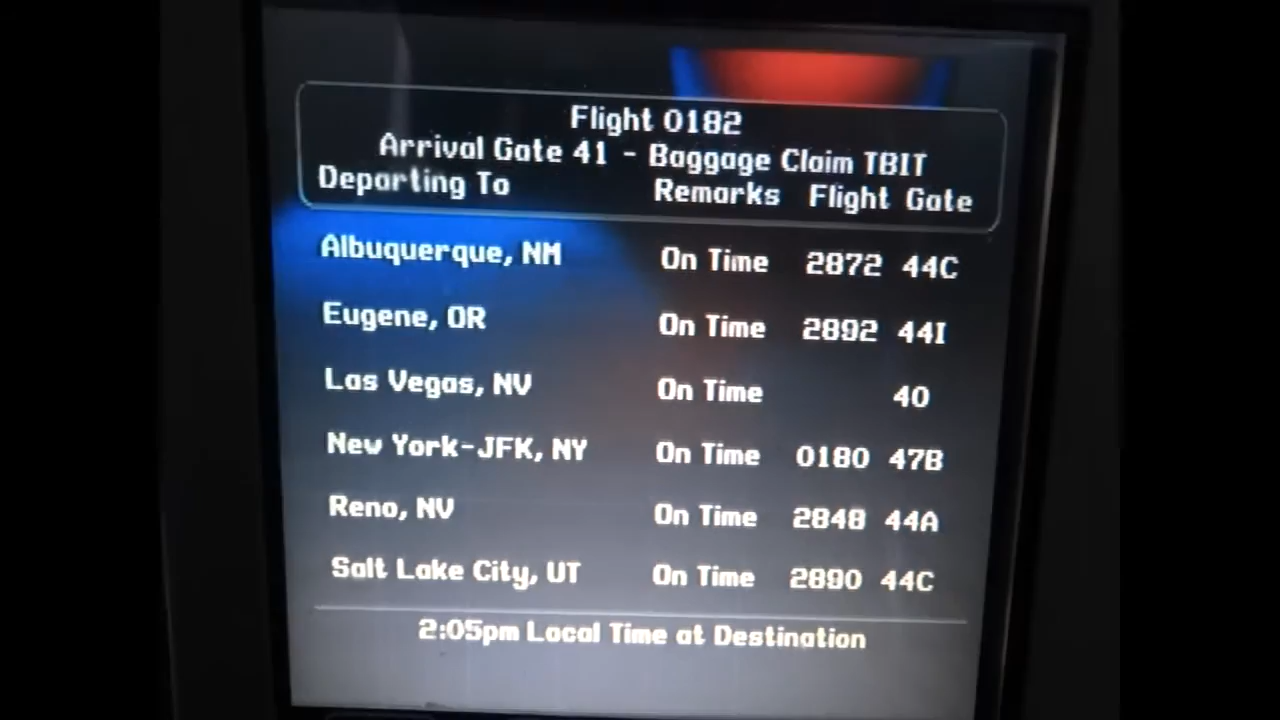 Flight 0182
Arrival Gate 41 - Baggage Claim TBIT
Departing To Remarks Flight Gate
Albuquerque, NM On Time 2872 44C
Eugene, OR On Time 2892 44I
Las Vegas, NV On Time 40
New York-JFK, NY On Time 0180 47B
Reno, NV On Time 2848 44A
Salt Lake City, UT On Time 2890 44C
2:05pm Local Time at Destination